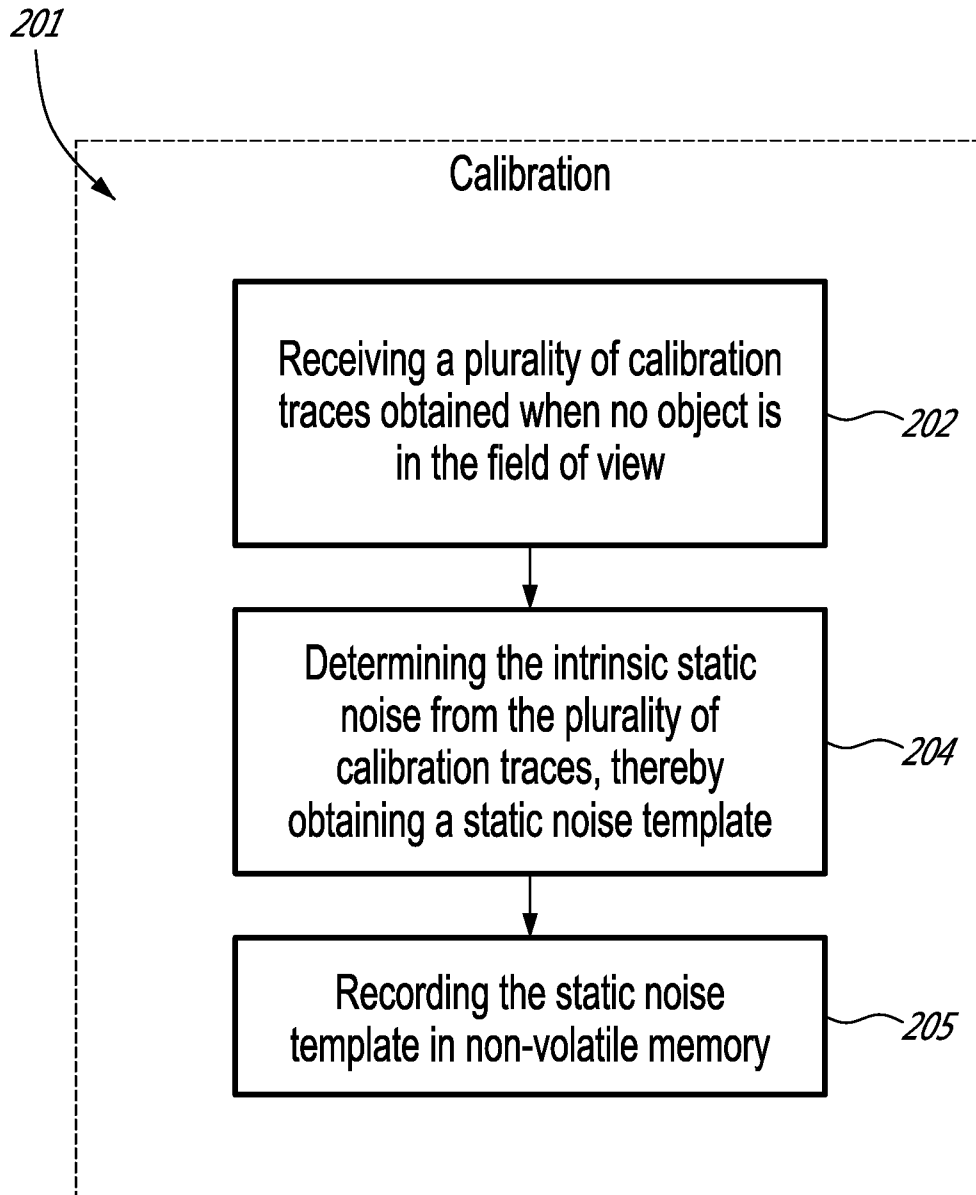 201
Calibration
Receiving a plurality of calibration
traces obtained when no object is
in the field of view
202
Determining the intrinsic static
noise from the plurality of
calibration traces, thereby
obtaining a static noise template
204
Recording the static noise
template in non-volatile memory
205